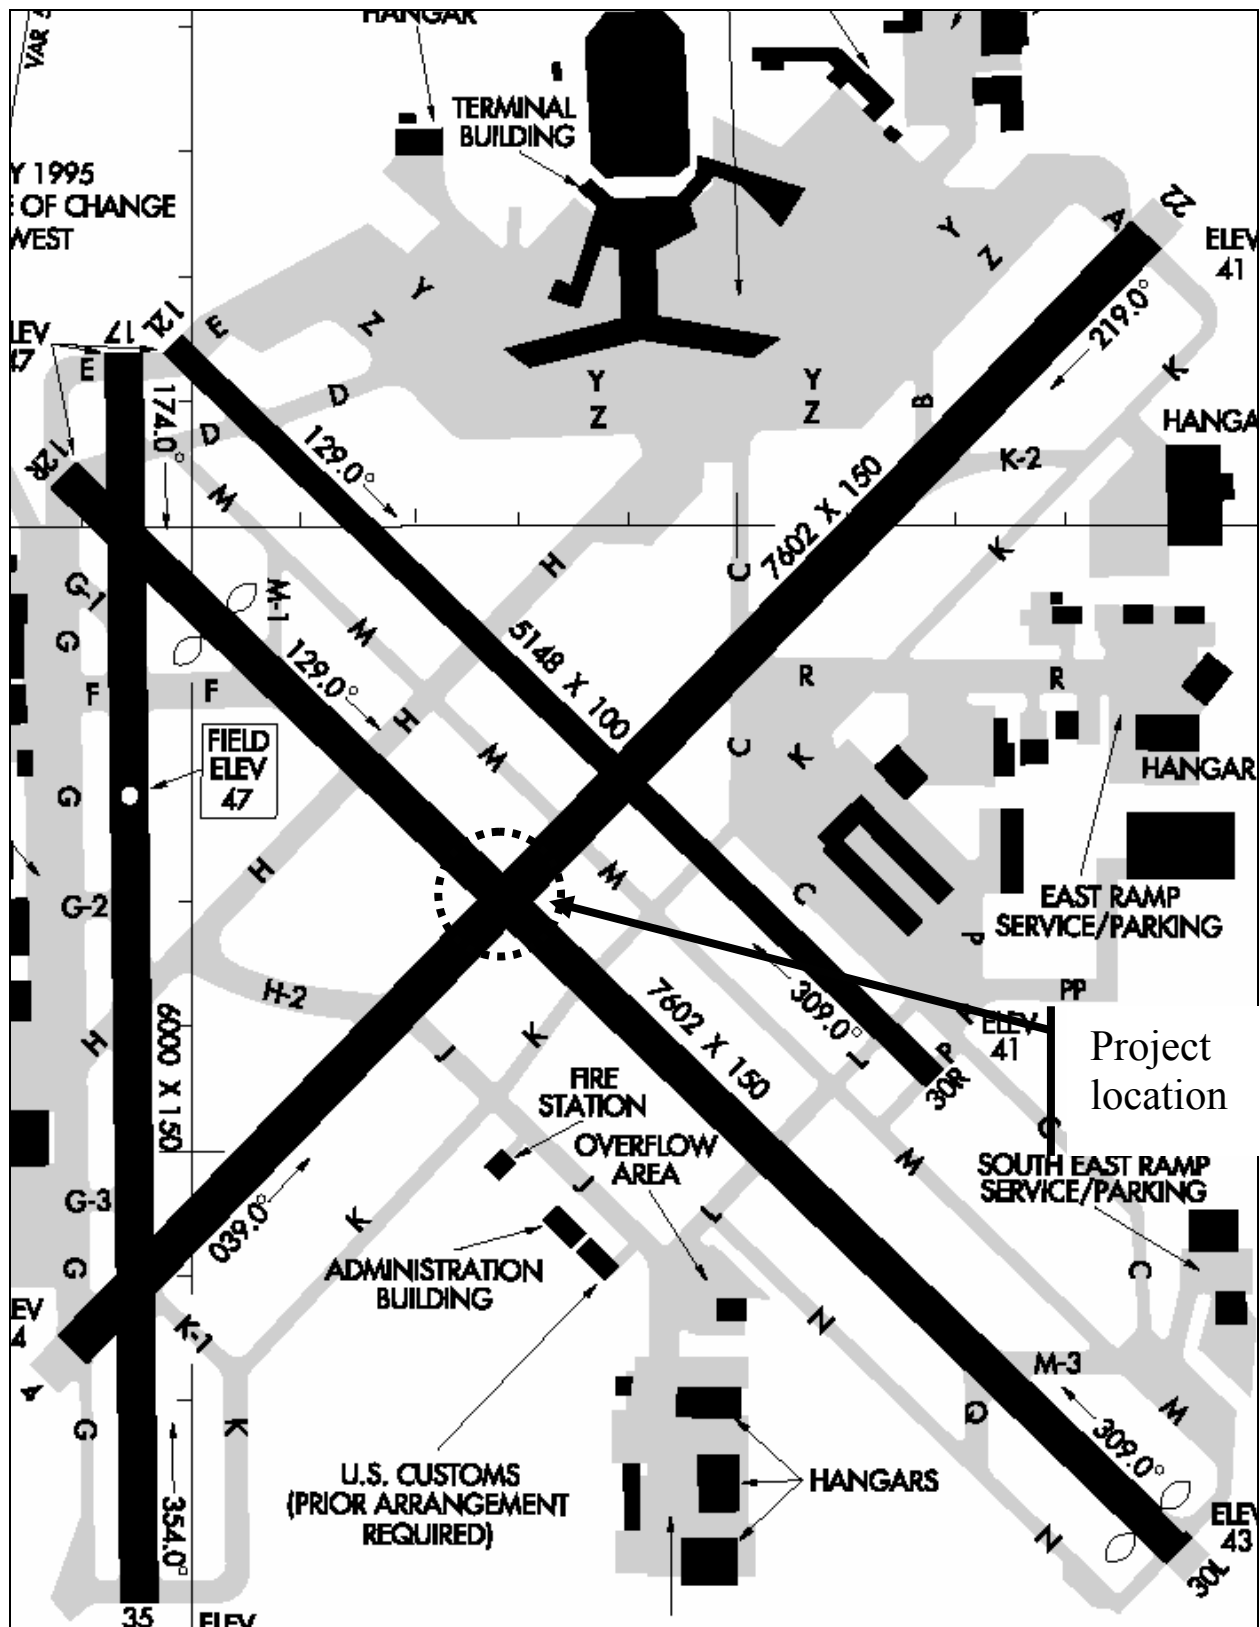 VAR
HANGAR
TERMINAL
BUILDING
Y 1995
OF CHANGE
WEST
22
A
ELEV
41
219.0°
Y
Z
K
LEV
47
17
12L
E
E
Y
Z
174.0°
D
D
129.0°
Y
Z
Y
Z
B
HANGA
12R
M
K-2
7602 X 150
K
H
C
G-1
G
M-1
M
5148 X 100
129.0°
F
F
H
R
R
FIELD
ELEV
47
M
C
K
HANGAR
G
H
M
C
G-2
EAST RAMP
SERVICE/PARKING
P
H-2
PP
309.0°
7602 X 150
ELEV
41
Project
location
H
6000 X 150
J
K
L
P
30R
FIRE
STATION
OVERFLOW
AREA
C
M
SOUTH EAST RAMP
SERVICE/PARKING
G-3
J
L
039.0°
K
G
ADMINISTRATION
BUILDING
C
EV
4
K-1
N
M-3
A
G
K
Q
M
309.0°
U.S. CUSTOMS
(PRIOR ARRANGEMENT
REQUIRED)
HANGARS
354.0°
N
ELEV
43
30L
35
ELEV